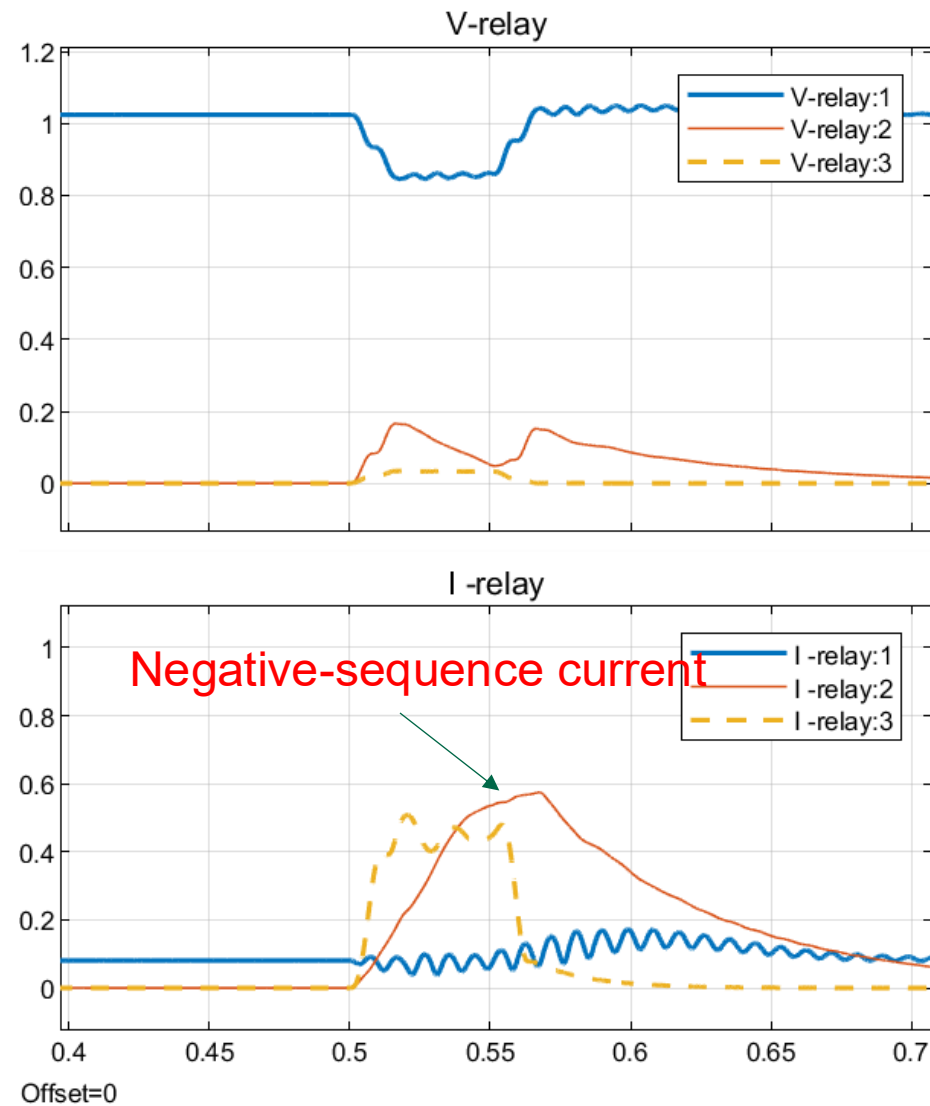 V-relay
1.2
1
0.8
0.6
0.4
0.2
0
V-relay:1
V-relay:2
V-relay:3
I -relay
1
0.8
0.6
0.4
0.2
0
Negative-sequence current
I -relay:1
I -relay:2
I -relay:3
0.4 0.45 0.5 0.55 0.6 0.65 0.7
Offset=0